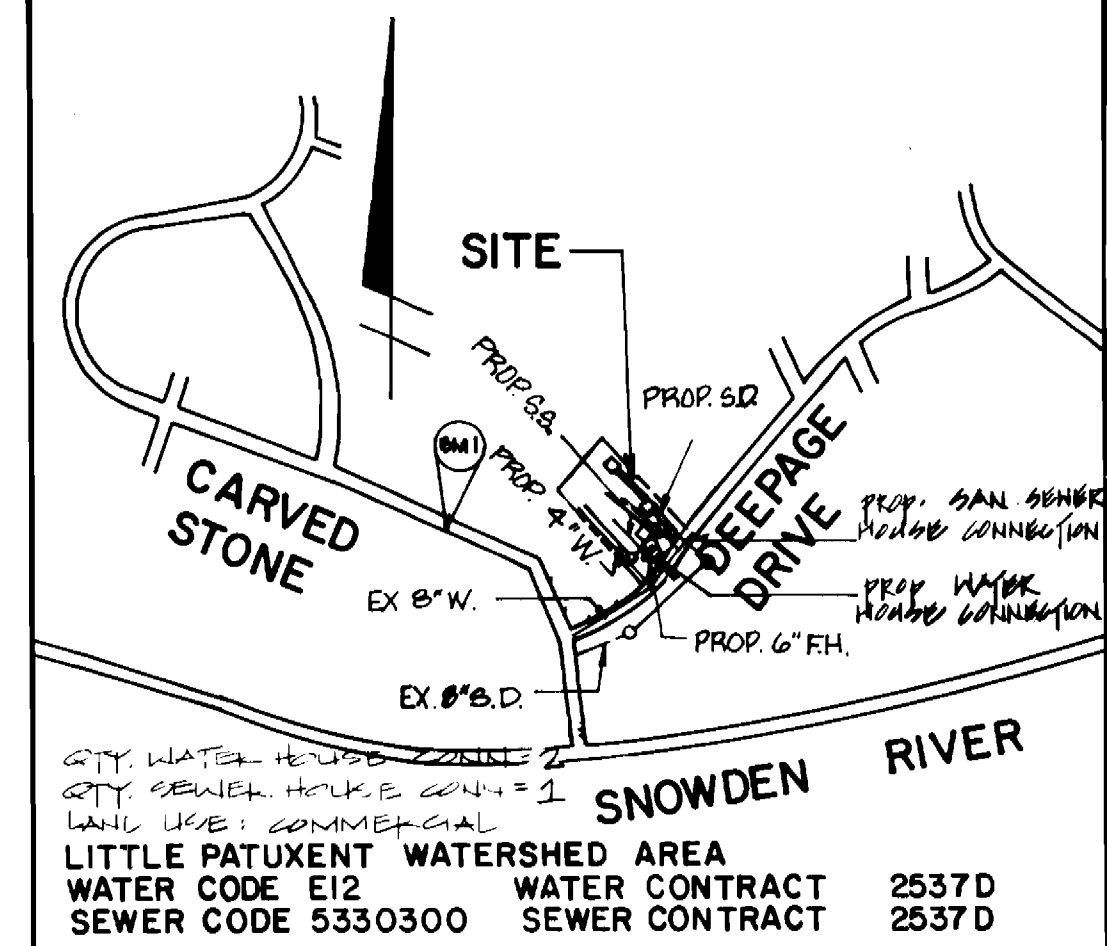 SITE
PROP. S.S.
PROP. S.D.
BM 1
PROP. 4"W.
CARVED
STONE
DEEPAGE
DRIVE
PROP. SAN SEWER
HOUSE CONNECTION
EX 8"W.
PROP WATER
HOUSE CONNECTION
PROP. 6" F.H.
EX. 8" S.D.
QTY. WATER HOUSE CONN = 2
QTY. SEWER HOUSE CONN = 1
LAND USE: COMMERCIAL
SNOWDEN RIVER
LITTLE PATUXENT WATERSHED AREA
WATER CODE E12 WATER CONTRACT 2537D
SEWER CODE 5330300 SEWER CONTRACT 2537D